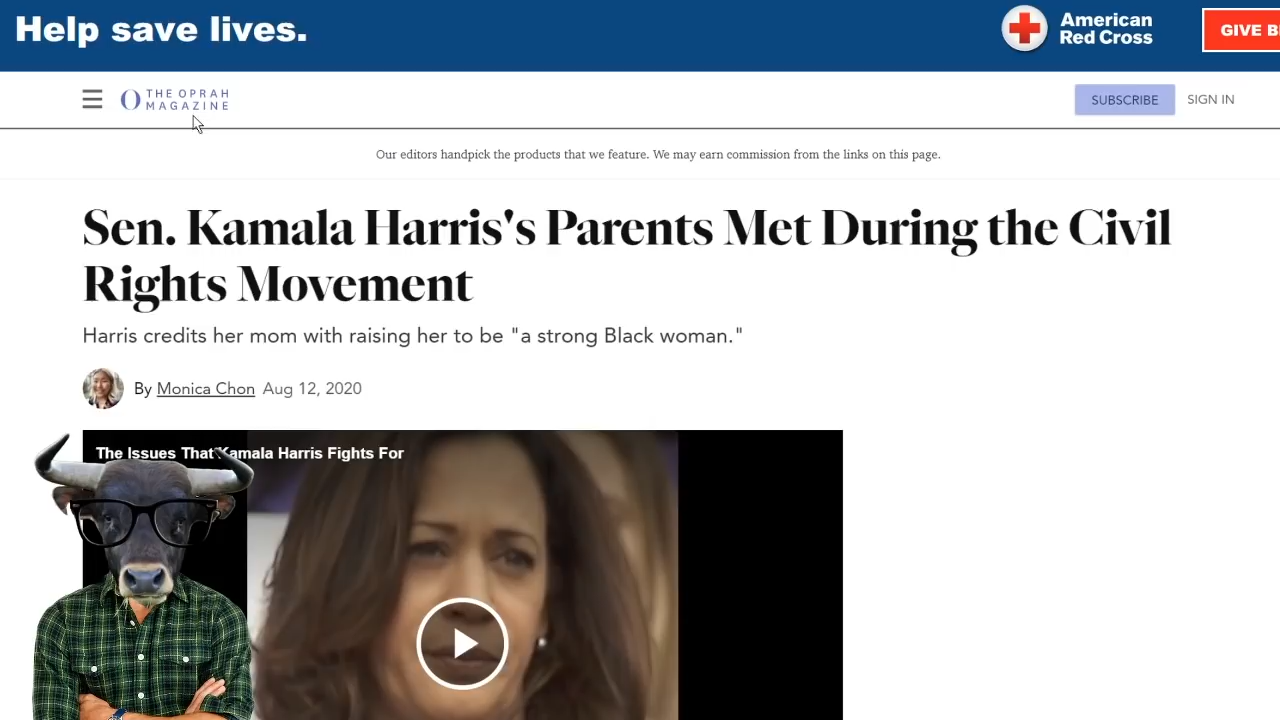 Help save lives.
American
Red Cross
GIVE B
THE OPRAH
MAGAZINE
SUBSCRIBE
SIGN IN
Our editors handpick the products that we feature. We may earn commission from the links on this page.
Sen. Kamala Harris's Parents Met During the Civil
Rights Movement
Harris credits her mom with raising her to be "a strong Black woman."
By Monica Chon Aug 12, 2020
The Issues That Kamala Harris Fights For